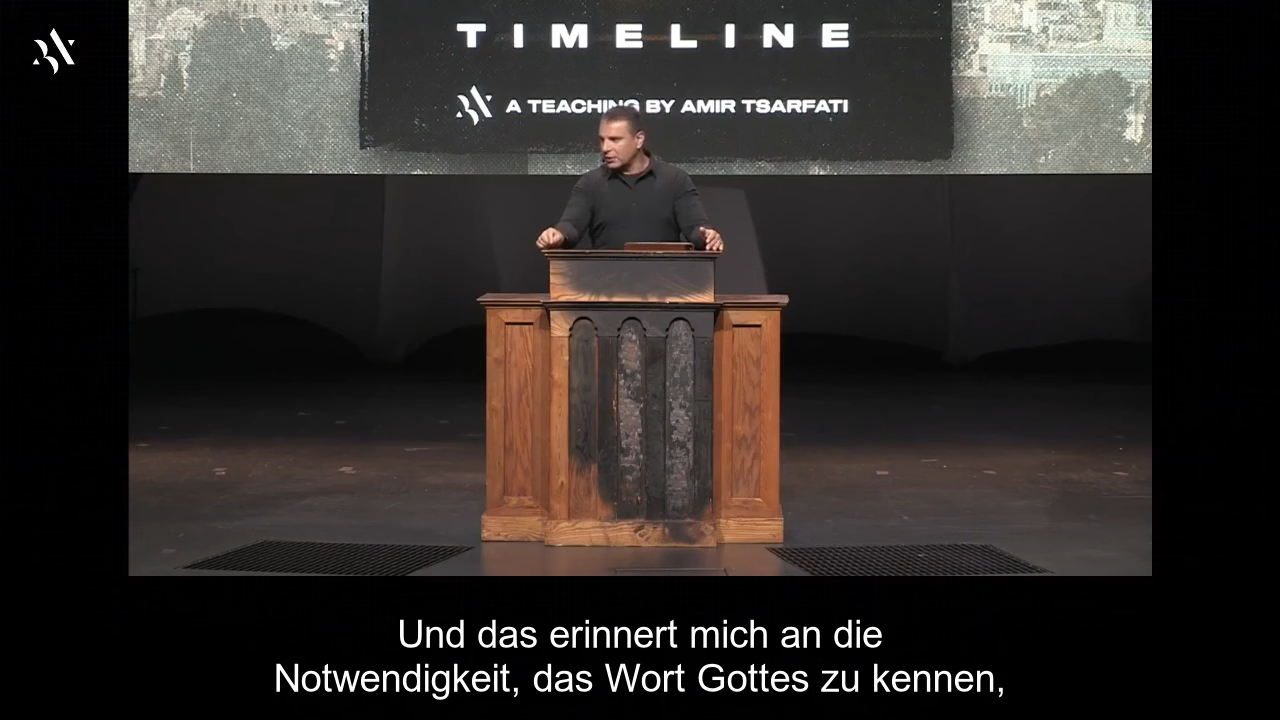 TIMELINE
A TEACHING BY AMIR TSARFATI
Und das erinnert mich an die
Notwendigkeit, das Wort Gottes zu kennen,